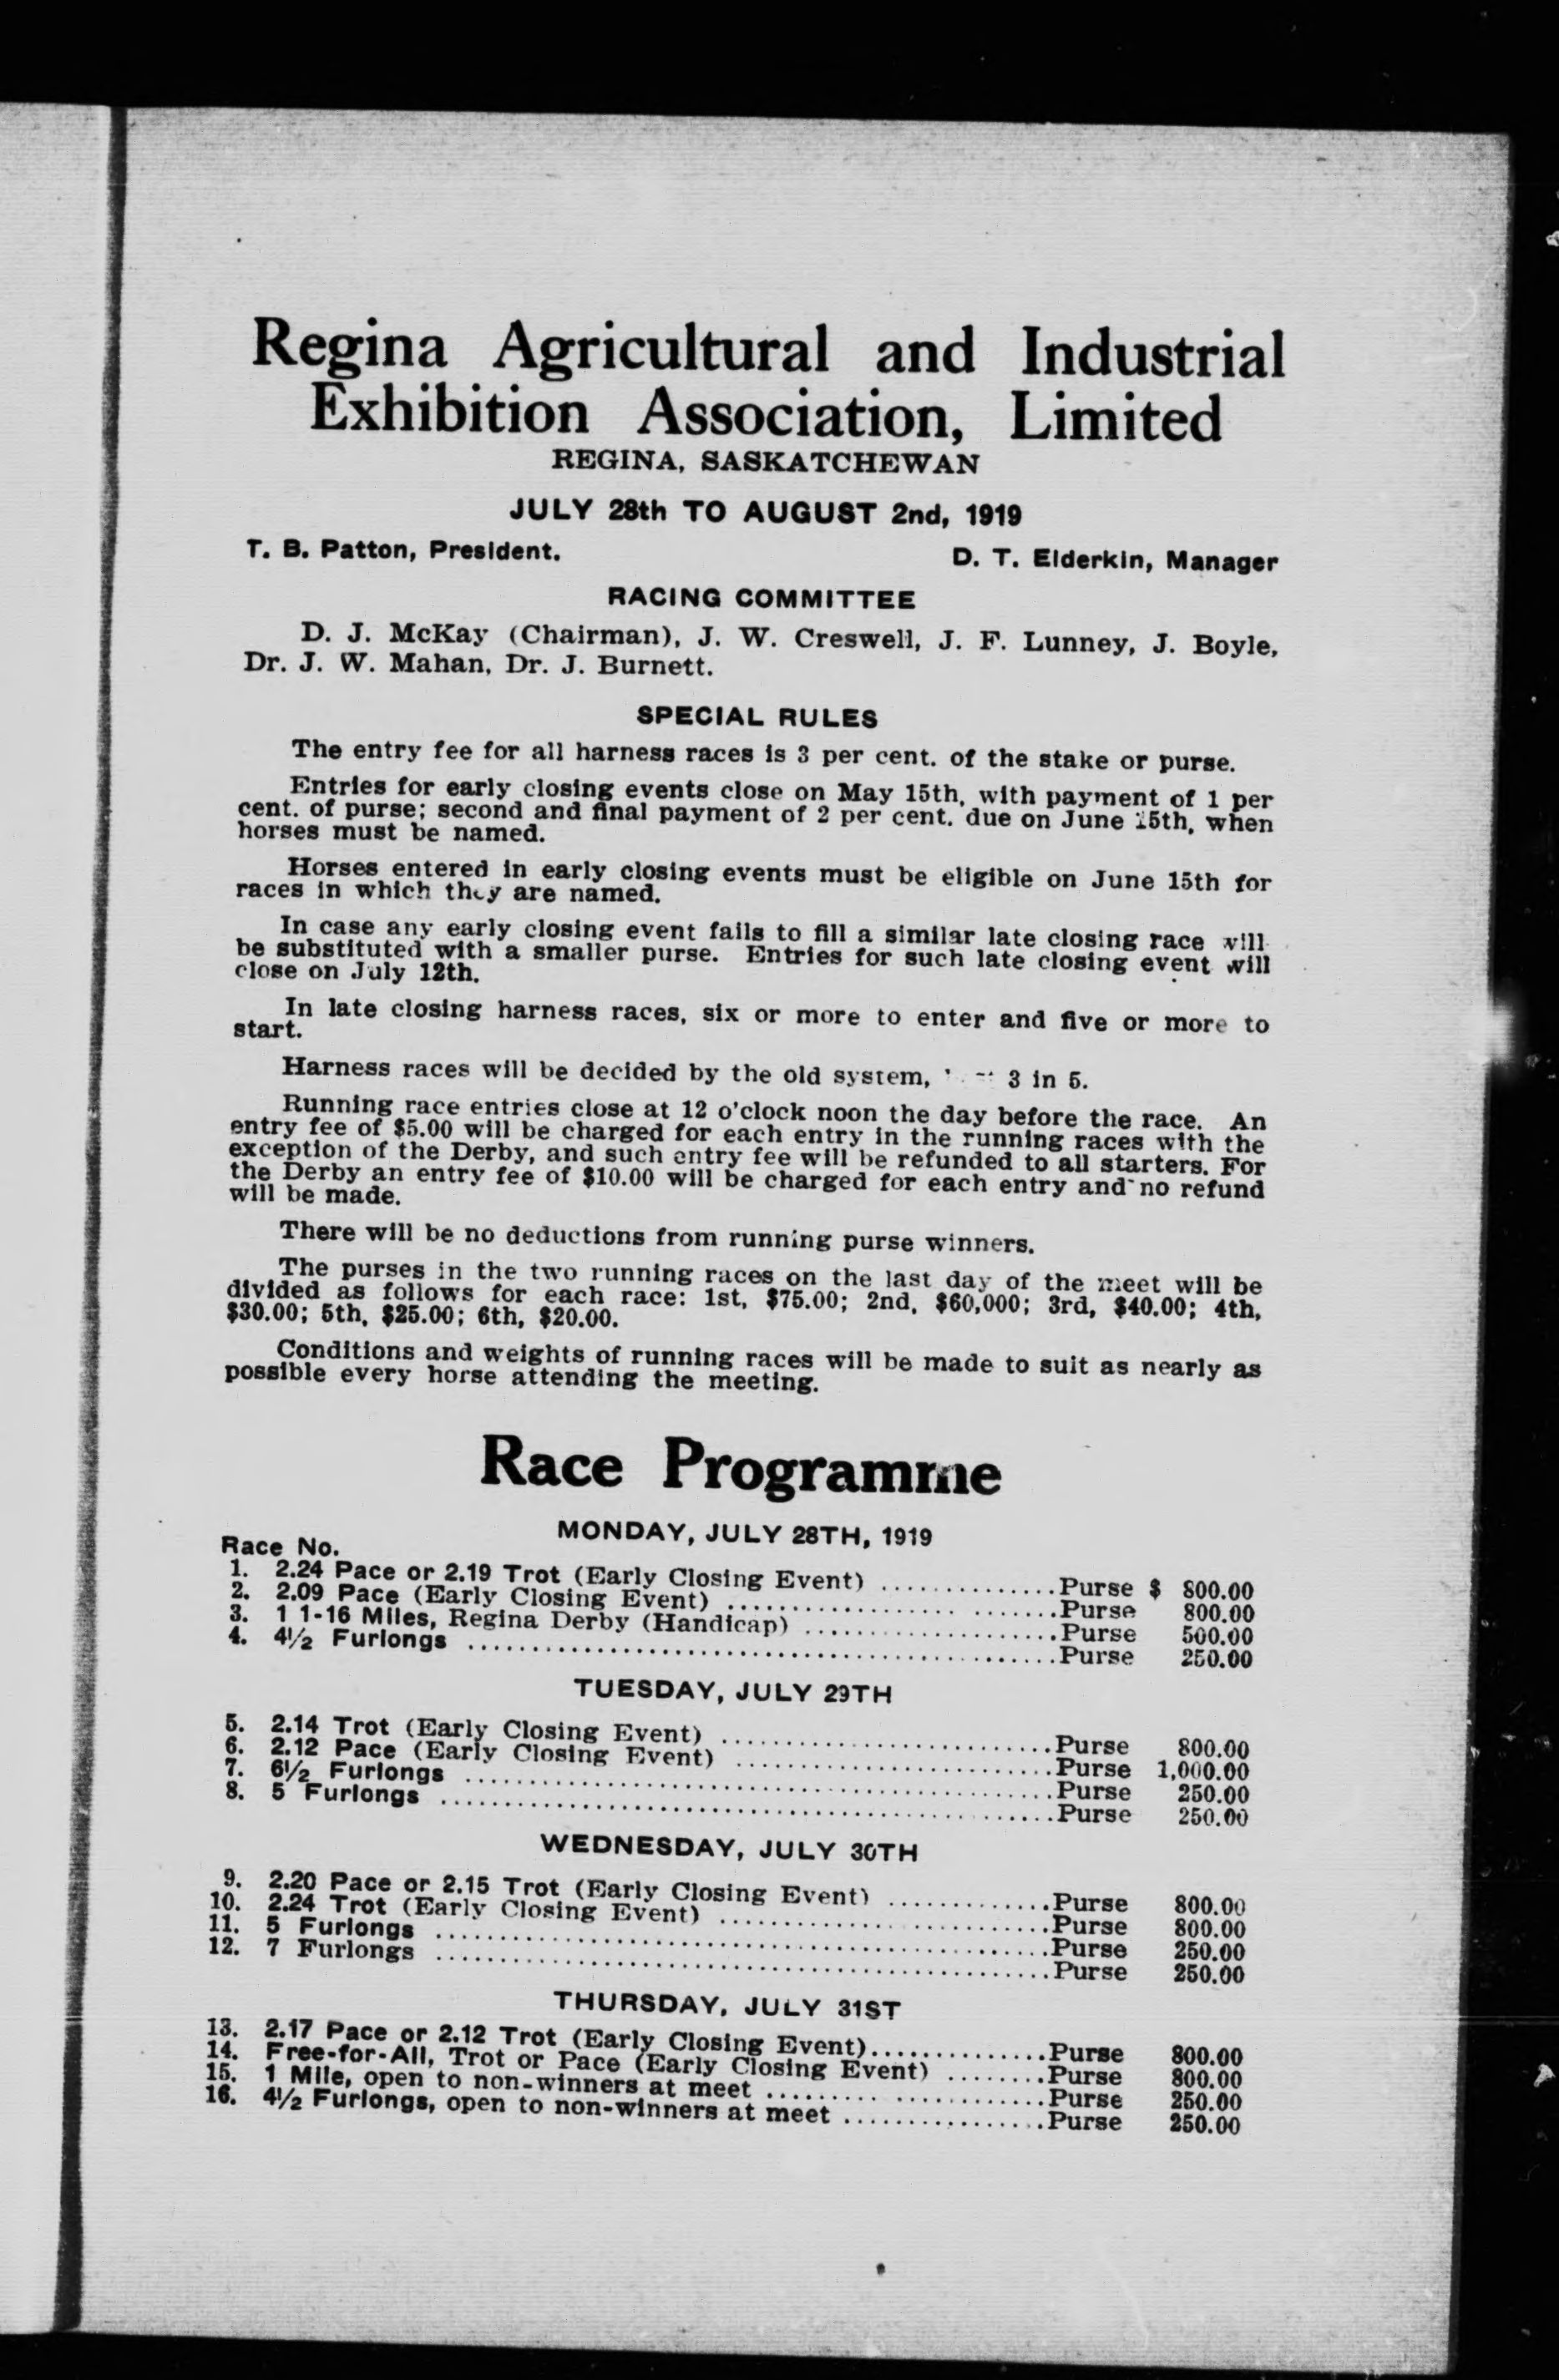 Regina Agricultural and Industrial
Exhibition Association, Limited
REGINA, SASKATCHEWAN
JULY 28th TO AUGUST 2nd, 1919
T. B. Patton, President. D. T. Elderkin, Manager
RACING COMMITTEE
D. J. McKay (Chairman), J. W. Creswell, J. F. Lunney, J. Boyle,
Dr. J. W. Mahan, Dr. J. Burnett.
SPECIAL RULES
The entry fee for all harness races is 3 per cent. of the stake or purse.
Entries for early closing events close on May 15th, with payment of 1 per
cent. of purse; second and final payment of 2 per cent. due on June 15th, when
horses must be named.
Horses entered in early closing events must be eligible on June 15th for
races in which they are named.
In case any early closing event fails to fill a similar late closing race will
be substituted with a smaller purse. Entries for such late closing event will
close on July 12th.
In late closing harness races, six or more to enter and five or more to
start.
Harness races will be decided by the old system, 3 in 5.
Running race entries close at 12 o'clock noon the day before the race. An
entry fee of $5.00 will be charged for each entry in the running races with the
exception of the Derby, and such entry fee will be refunded to all starters. For
the Derby an entry fee of $10.00 will be charged for each entry and no refund
will be made.
There will be no deductions from running purse winners.
The purses in the two running races on the last day of the meet will be
divided as follows for each race: 1st, $75.00; 2nd, $60,000; 3rd, $40.00; 4th,
$30.00; 5th, $25.00; 6th, $20.00.
Conditions and weights of running races will be made to suit as nearly as
possible every horse attending the meeting.
Race Programme
MONDAY, JULY 28TH, 1919
Race No.
1. 2.24 Pace or 2.19 Trot (Early Closing Event) ..............Purse $ 800.00
2. 2.09 Pace (Early Closing Event) ..........................Purse 800.00
3. 1 1-16 Miles, Regina Derby (Handicap) ....................Purse 500.00
4. 4½ Furlongs ..............................................Purse 250.00
TUESDAY, JULY 29TH
5. 2.14 Trot (Early Closing Event) ..........................Purse 800.00
6. 2.12 Pace (Early Closing Event) .........................Purse 1,000.00
7. 6½ Furlongs ..............................................Purse 250.00
8. 5 Furlongs ................................................Purse 250.00
WEDNESDAY, JULY 30TH
9. 2.20 Pace or 2.15 Trot (Early Closing Event) .............Purse 800.00
10. 2.24 Trot (Early Closing Event) ..........................Purse 800.00
11. 5 Furlongs ................................................Purse 250.00
12. 7 Furlongs ................................................Purse 250.00
THURSDAY, JULY 31ST
13. 2.17 Pace or 2.12 Trot (Early Closing Event)..............Purse 800.00
14. Free-for-All, Trot or Pace (Early Closing Event) ........Purse 800.00
15. 1 Mile, open to non-winners at meet ......................Purse 250.00
16. 4½ Furlongs, open to non-winners at meet ................Purse 250.00